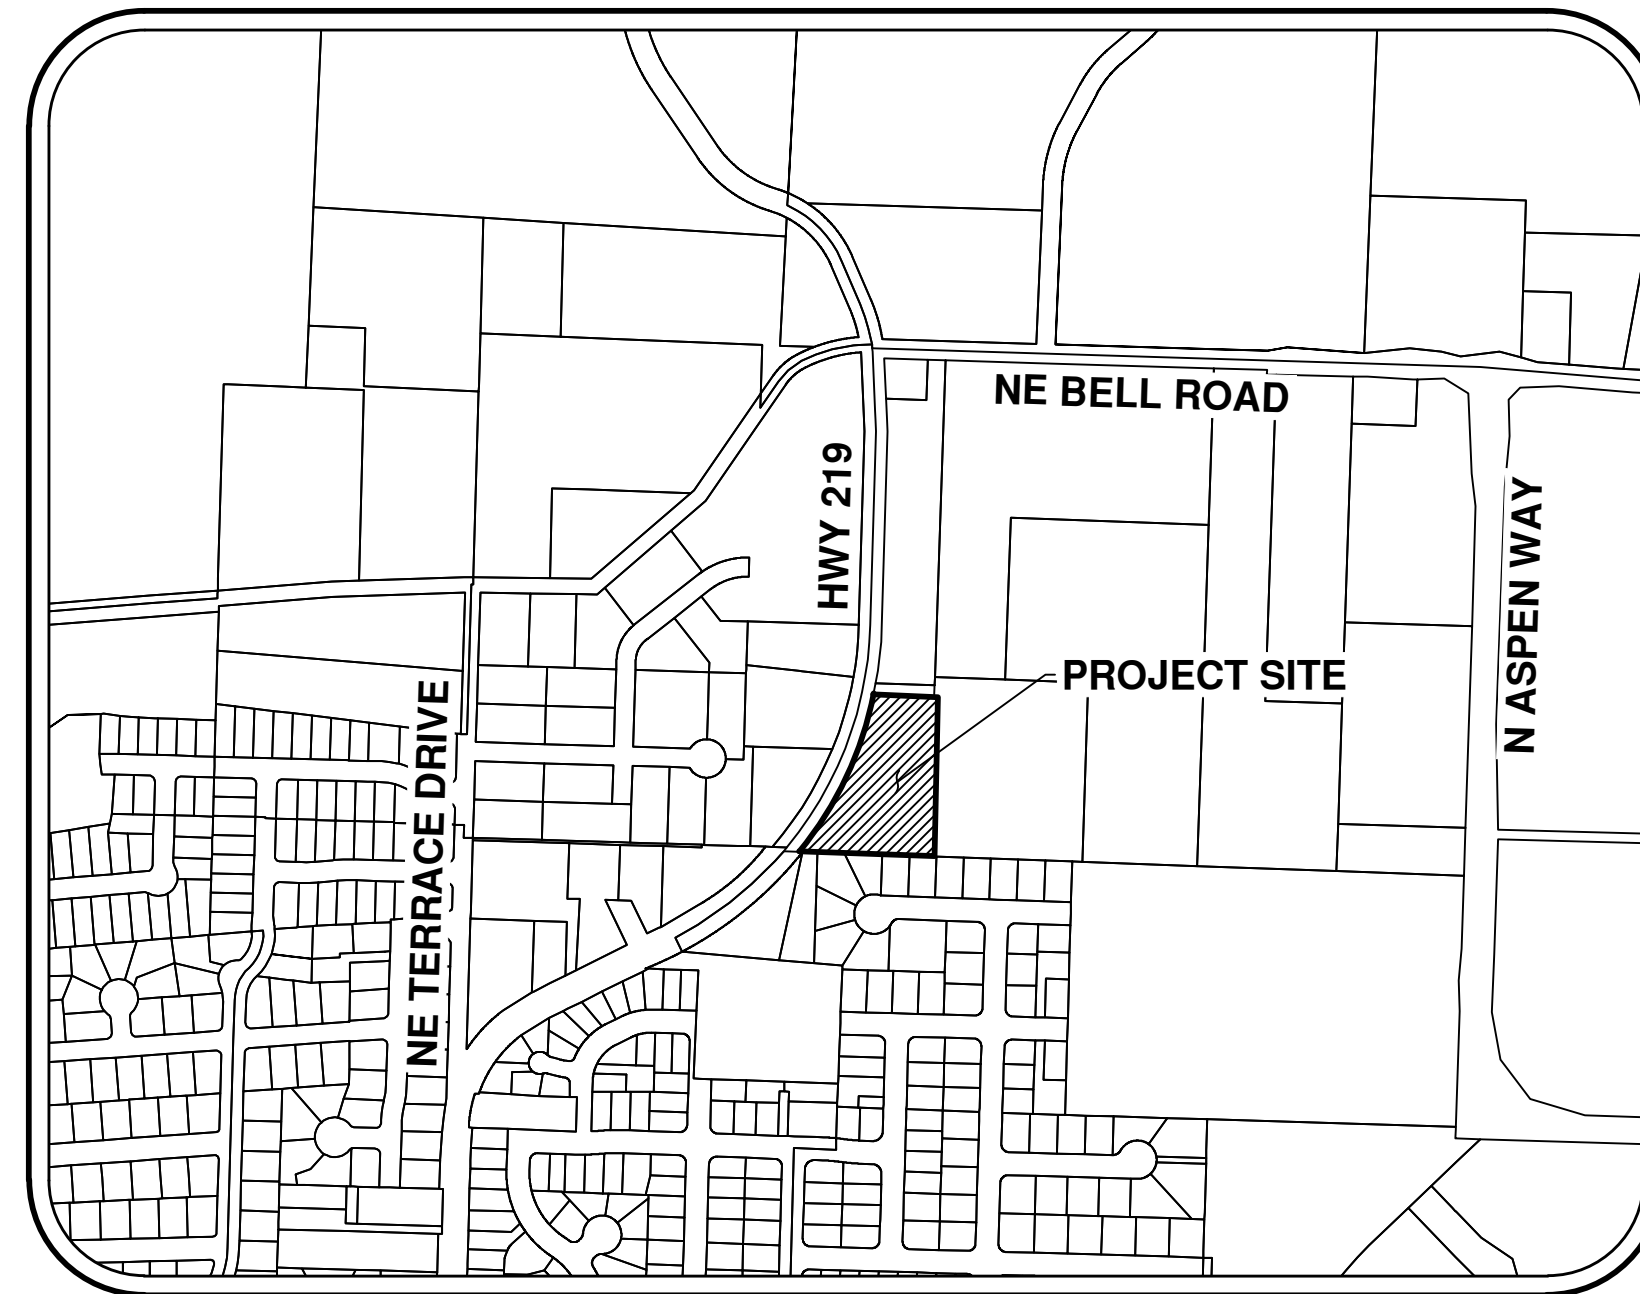 NE BELL ROAD
HWY 219
N ASPEN WAY
PROJECT SITE
NE TERRACE DRIVE